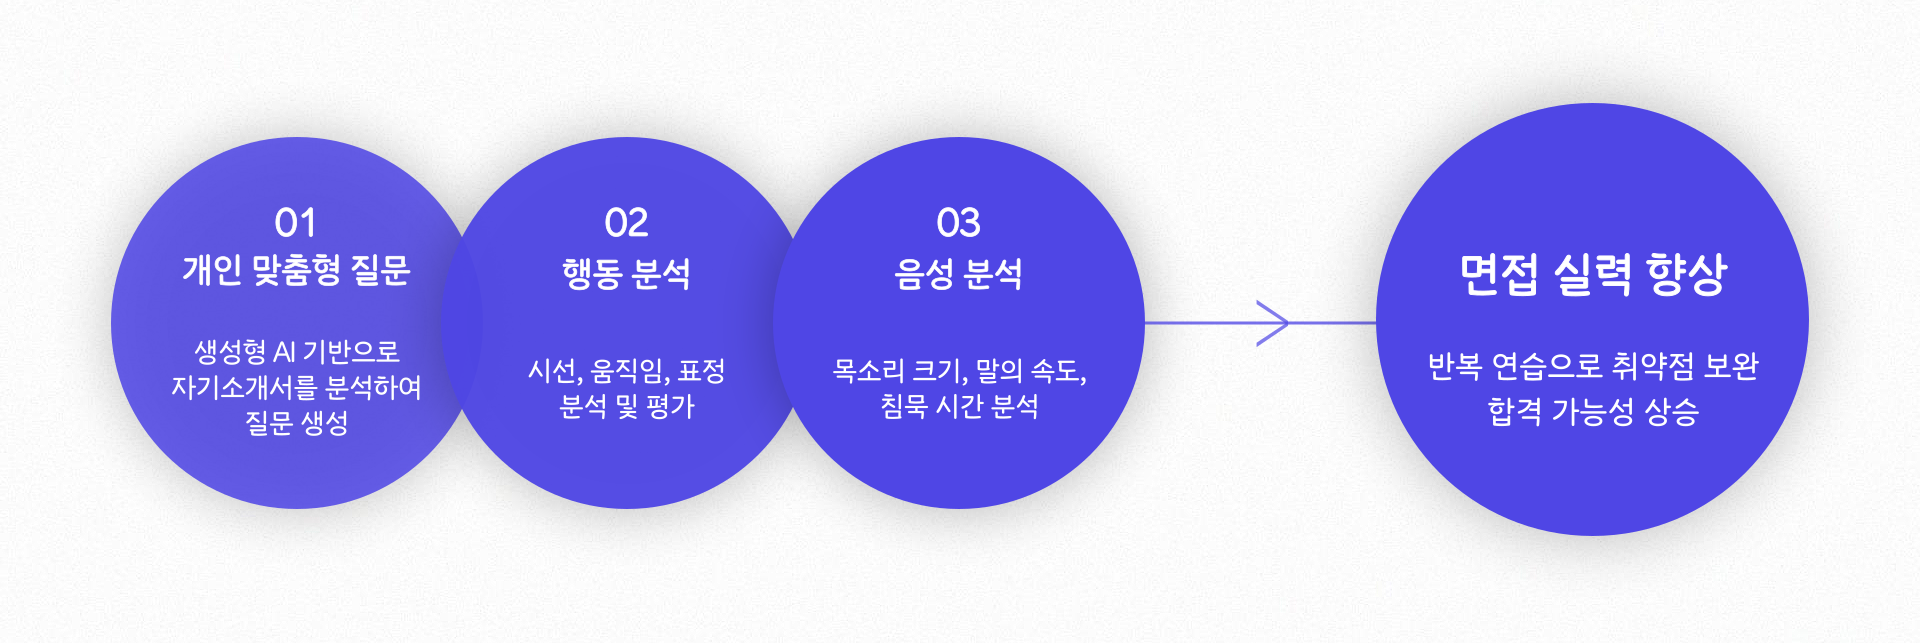 01
개인 맞춤형 질문
생성형 AI 기반으로
자기소개서를 분석하여
질문 생성
02
행동 분석
시선, 움직임, 표정
분석 및 평가
03
음성 분석
목소리 크기, 말의 속도,
침묵 시간 분석
면접 실력 향상
반복 연습으로 취약점 보완
합격 가능성 상승